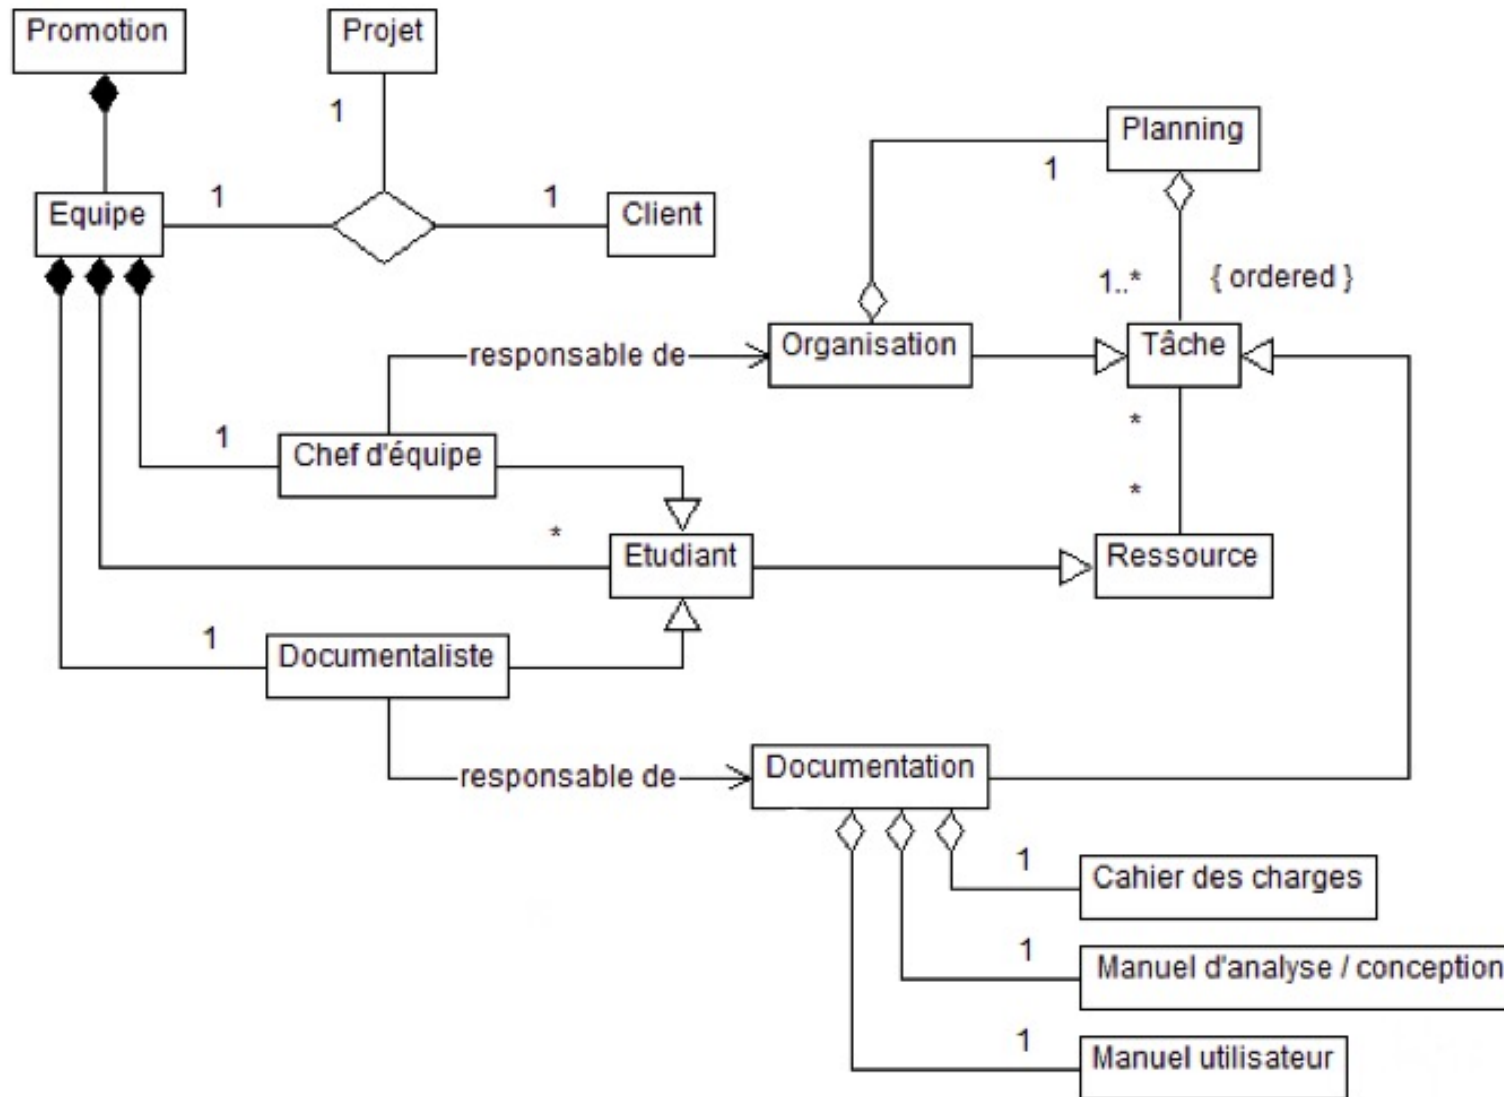 Promotion
Projet
1
Planning
1
Equipe
1
1
Client
1..*
{ ordered }
responsable de
Organisation
Tâche
*
1
Chef d'équipe
*
*
Etudiant
Ressource
1
Documentaliste
responsable de
Documentation
1
Cahier des charges
1
Manuel d'analyse / conception
1
Manuel utilisateur